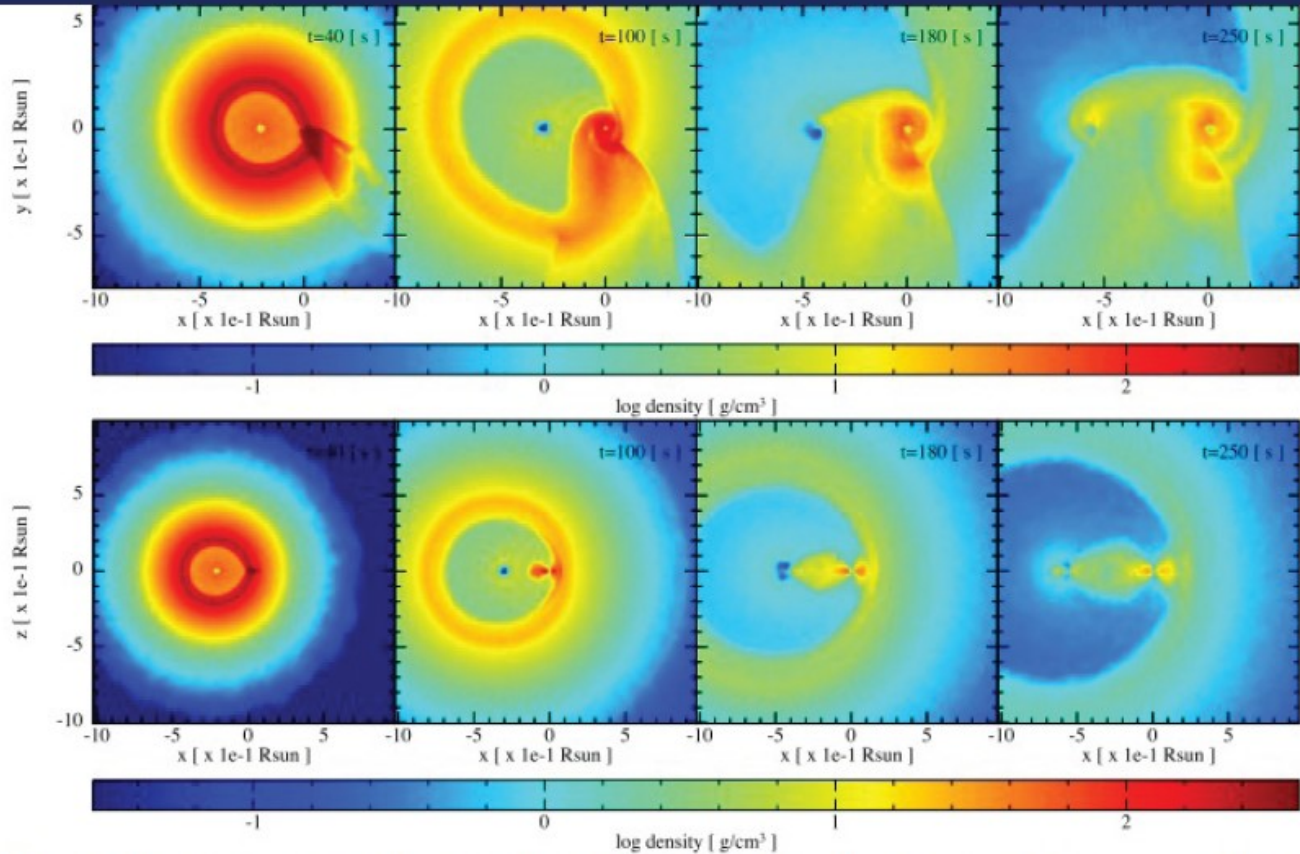 5
0
-5
y [ x 1e-1 Rsun ]
t=40 [ s ]
t=100 [ s ]
t=180 [ s ]
t=250 [ s ]
-10 -5 0 -10 -5 0 -10 -5 0 -10 -5 0
x [ x 1e-1 Rsun ] x [ x 1e-1 Rsun ] x [ x 1e-1 Rsun ] x [ x 1e-1 Rsun ]
-1 0 1 2
log density [ g/cm³ ]
5
0
-5
-10
z [ x 1e-1 Rsun ]
t=100 [ s ]
t=180 [ s ]
t=250 [ s ]
-10 -5 0 5 -10 -5 0 5 -10 -5 0 5 -10 -5 0 5
x [ x 1e-1 Rsun ] x [ x 1e-1 Rsun ] x [ x 1e-1 Rsun ] x [ x 1e-1 Rsun ]
-1 0 1 2
log density [ g/cm³ ]